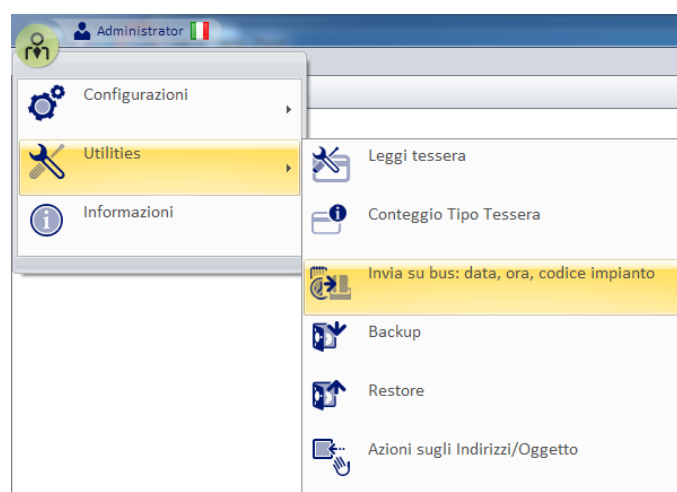 Administrator
Configurazioni
Utilities
Informazioni
Leggi tessera
Conteggio Tipo Tessera
Invia su bus: data, ora, codice impianto
Backup
Restore
Azioni sugli Indirizzi/Oggetto